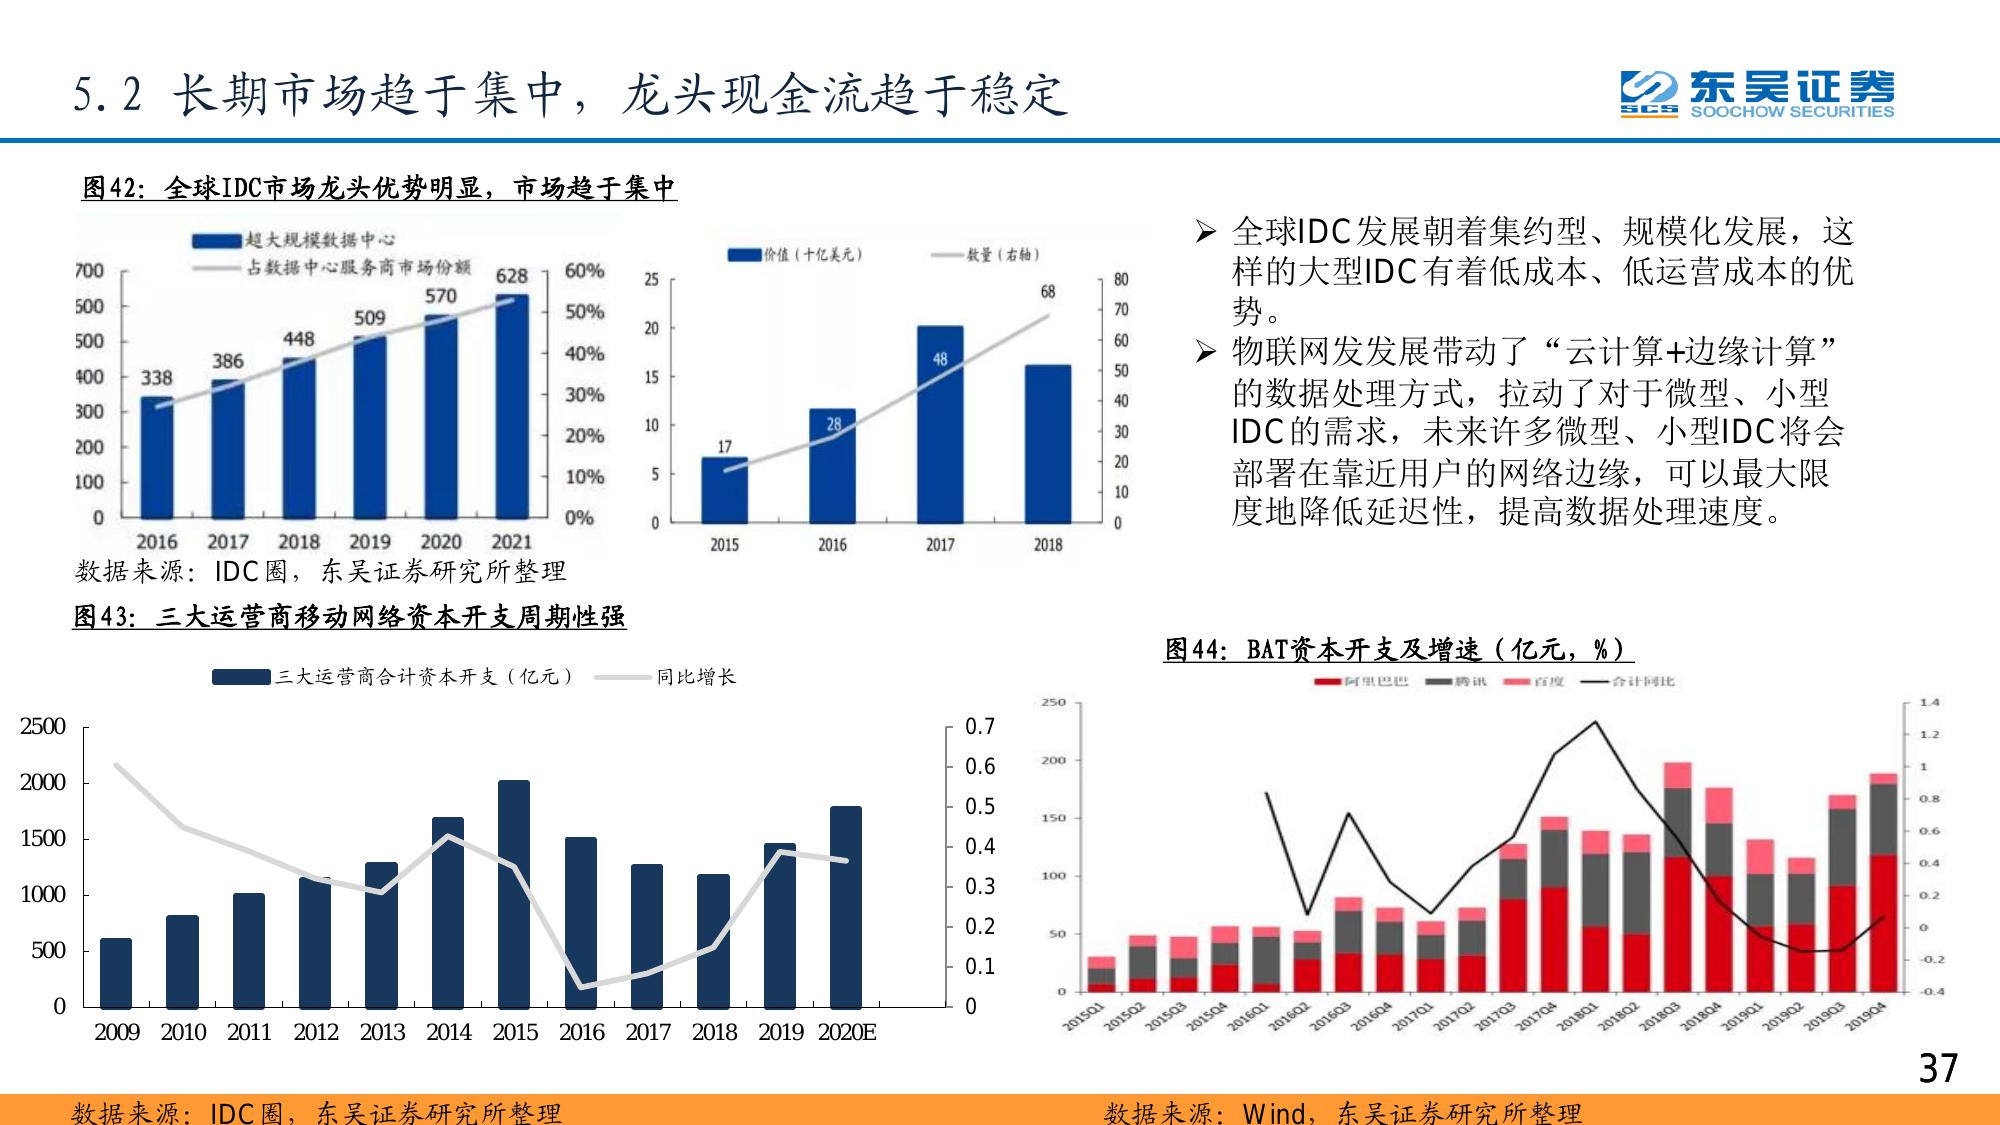 5.2 长期市场趋于集中，龙头现金流趋于稳定
东吴证券
SCS
SOOCHOW SECURITIES
图42：全球IDC市场龙头优势明显，市场趋于集中
超大规模数据中心
占数据中心服务商市场份额
700
600
500
400
300
200
100
0
338
386
448
509
570
628
60%
50%
40%
30%
20%
10%
0%
2016 2017 2018 2019 2020 2021
价值（十亿美元） 数量（右轴）
25
20
15
10
5
0
17
28
48
68
80
70
60
50
40
30
20
10
0
2015 2016 2017 2018
数据来源：IDC圈，东吴证券研究所整理
➢ 全球IDC发展朝着集约型、规模化发展，这
样的大型IDC有着低成本、低运营成本的优
势。
➢ 物联网发发展带动了“云计算+边缘计算”
的数据处理方式，拉动了对于微型、小型
IDC的需求，未来许多微型、小型IDC将会
部署在靠近用户的网络边缘，可以最大限
度地降低延迟性，提高数据处理速度。
图43：三大运营商移动网络资本开支周期性强
三大运营商合计资本开支（亿元） 同比增长
2500
2000
1500
1000
500
0
0.7
0.6
0.5
0.4
0.3
0.2
0.1
0
2009 2010 2011 2012 2013 2014 2015 2016 2017 2018 2019 2020E
图44：BAT资本开支及增速（亿元，%）
阿里巴巴 腾讯 百度 合计同比
250
200
150
100
50
0
1.4
1.2
1
0.8
0.6
0.4
0.2
0
-0.2
-0.4
2015Q1 2015Q2 2015Q3 2015Q4 2016Q1 2016Q2 2016Q3 2016Q4 2017Q1 2017Q2 2017Q3 2017Q4 2018Q1 2018Q2 2018Q3 2018Q4 2019Q1 2019Q2 2019Q3 2019Q4
37
数据来源：IDC圈，东吴证券研究所整理
数据来源：Wind，东吴证券研究所整理